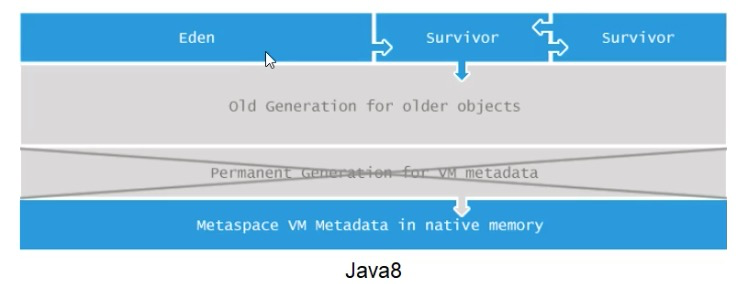 Eden
Survivor
Survivor
Old Generation for older objects
Permanent Generation for VM metadata
Metaspace VM Metadata in native memory
Java8